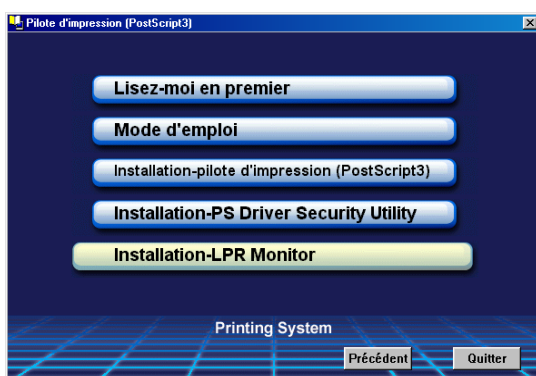 Pilote d'impression (PostScript3)
Lisez-moi en premier
Mode d'emploi
Installation-pilote d'impression (PostScript3)
Installation-PS Driver Security Utility
Installation-LPR Monitor
Printing System
Précédent
Quitter